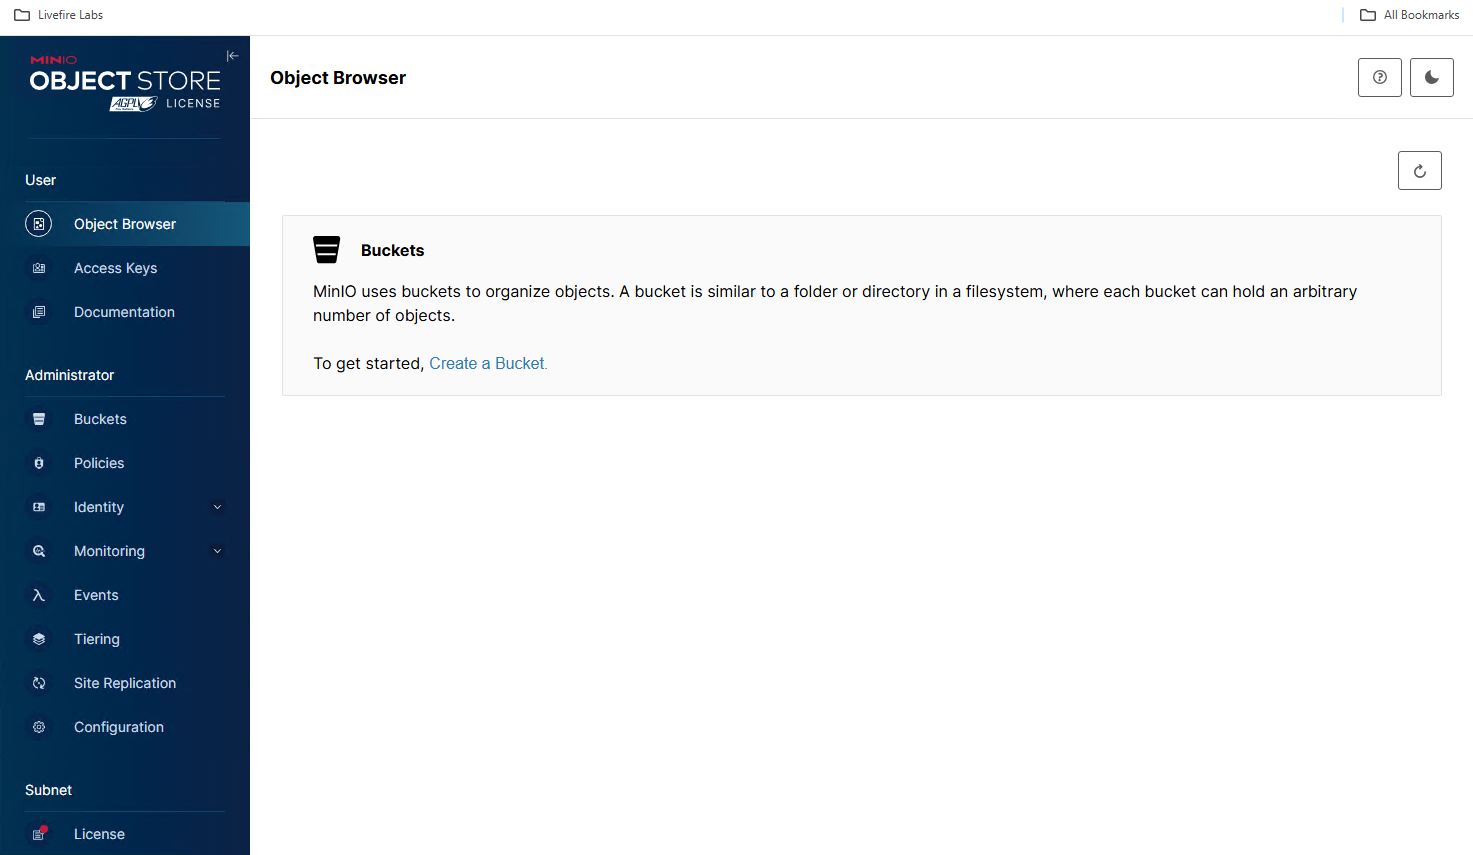 Livefire Labs
All Bookmarks
MINIO
OBJECT STORE
AGPLV3 LICENSE
Object Browser
User
Object Browser
Access Keys
Documentation
Administrator
Buckets
Policies
Identity
Monitoring
Events
Tiering
Site Replication
Configuration
Subnet
License
Buckets
MinIO uses buckets to organize objects. A bucket is similar to a folder or directory in a filesystem, where each bucket can hold an arbitrary
number of objects.
To get started, Create a Bucket.